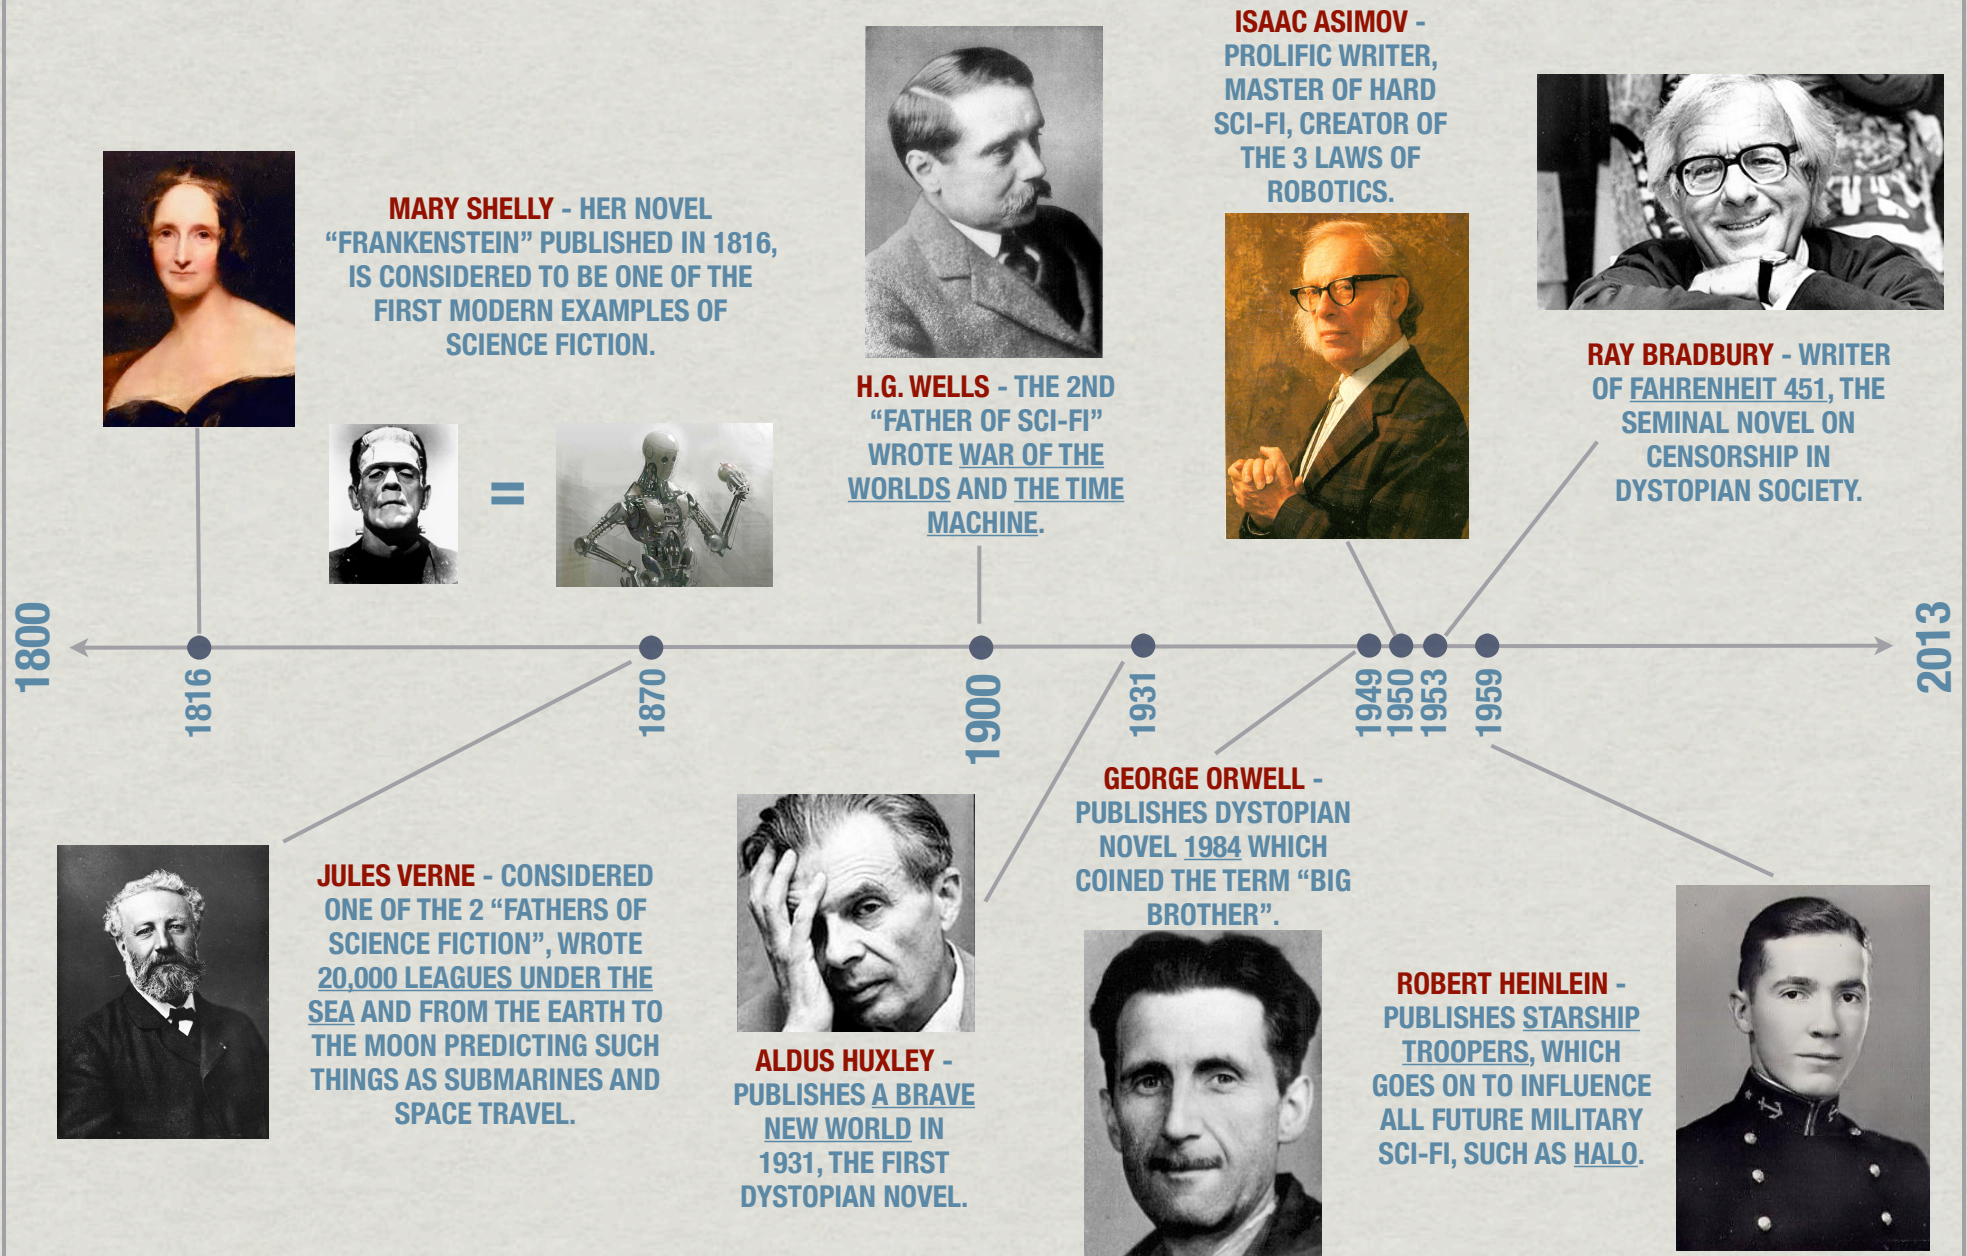 MARY SHELLY - HER NOVEL
“FRANKENSTEIN” PUBLISHED IN 1816,
IS CONSIDERED TO BE ONE OF THE
FIRST MODERN EXAMPLES OF
SCIENCE FICTION.
=
H.G. WELLS - THE 2ND
“FATHER OF SCI-FI”
WROTE WAR OF THE
WORLDS AND THE TIME
MACHINE.
ISAAC ASIMOV -
PROLIFIC WRITER,
MASTER OF HARD
SCI-FI, CREATOR OF
THE 3 LAWS OF
ROBOTICS.
RAY BRADBURY - WRITER
OF FAHRENHEIT 451, THE
SEMINAL NOVEL ON
CENSORSHIP IN
DYSTOPIAN SOCIETY.
1800
1816
1870
1900
1931
1949
1950
1953
1959
2013
JULES VERNE - CONSIDERED
ONE OF THE 2 “FATHERS OF
SCIENCE FICTION”, WROTE
20,000 LEAGUES UNDER THE
SEA AND FROM THE EARTH TO
THE MOON PREDICTING SUCH
THINGS AS SUBMARINES AND
SPACE TRAVEL.
ALDUS HUXLEY -
PUBLISHES A BRAVE
NEW WORLD IN
1931, THE FIRST
DYSTOPIAN NOVEL.
GEORGE ORWELL -
PUBLISHES DYSTOPIAN
NOVEL 1984 WHICH
COINED THE TERM “BIG
BROTHER”.
ROBERT HEINLEIN -
PUBLISHES STARSHIP
TROOPERS, WHICH
GOES ON TO INFLUENCE
ALL FUTURE MILITARY
SCI-FI, SUCH AS HALO.